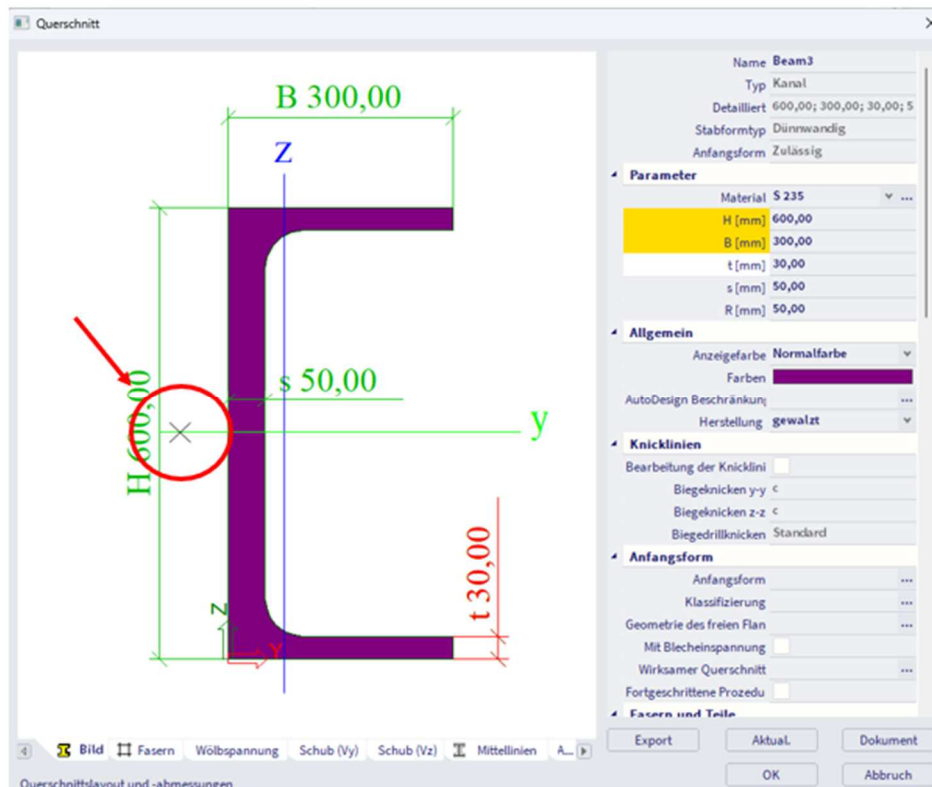 Querschnitt
B 300,00
Z
H 600,00
s 50,00
y
t 30,00
Z
Y
Bild
Fasern
Wölbspannung
Schub (Vy)
Schub (Vz)
Mittellinien
A...
Querschnittslayout und -abmessungen
Name Beam3
Typ Kanal
Detailliert 600,00; 300,00; 30,00; 5
Stabformtyp Dünnwandig
Anfangsform Zulässig
Parameter
Material S 235 ...
H [mm] 600,00
B [mm] 300,00
t [mm] 30,00
s [mm] 50,00
R [mm] 50,00
Allgemein
Anzeigefarbe Normalfarbe
Farben
AutoDesign Beschränkung ...
Herstellung gewalzt
Knicklinien
Bearbeitung der Knicklini
Biegeknicken y-y c
Biegeknicken z-z c
Biegedrillknicken Standard
Anfangsform
Anfangsform ...
Klassifizierung ...
Geometrie des freien Flan ...
Mit Blecheinspannung
Wirksamer Querschnitt ...
Fortgeschrittene Prozedu
Fasern und Teile
Export
Aktual.
Dokument
OK
Abbruch